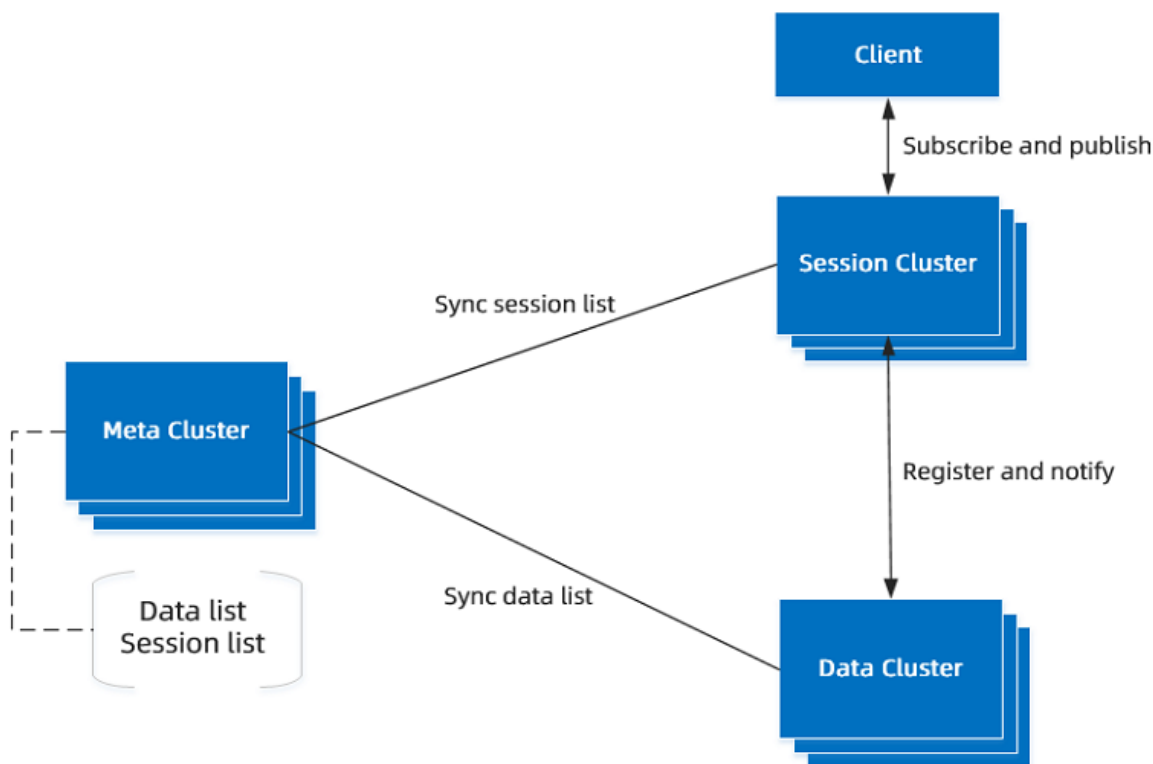 Client
Subscribe and publish
Session Cluster
Sync session list
Meta Cluster
Register and notify
Data list
Session list
Sync data list
Data Cluster